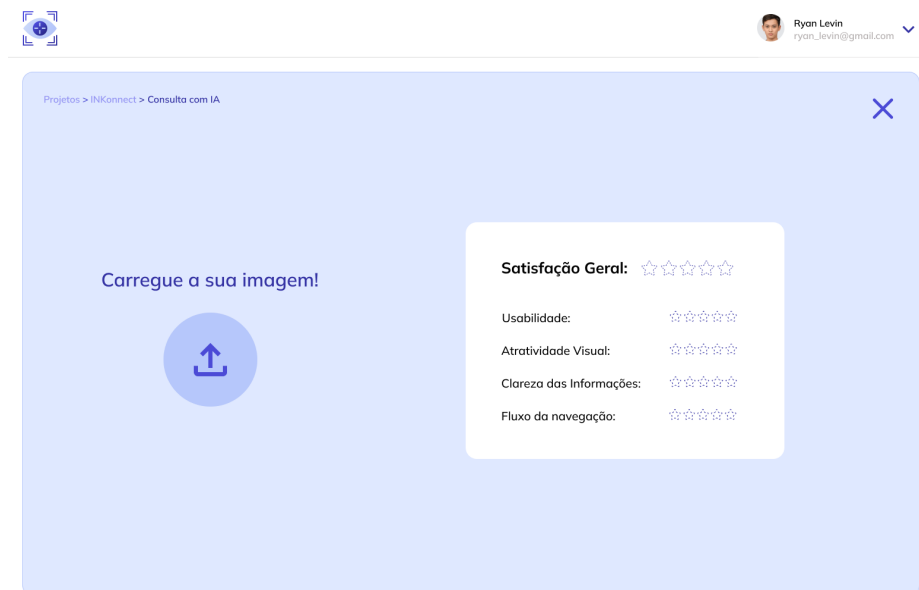 Ryan Levin
ryan_levin@gmail.com
Projetos > INKonnect > Consulta com IA
Carregue a sua imagem!
Satisfação Geral:
Usabilidade:
Atratividade Visual:
Clareza das Informações:
Fluxo da navegação: